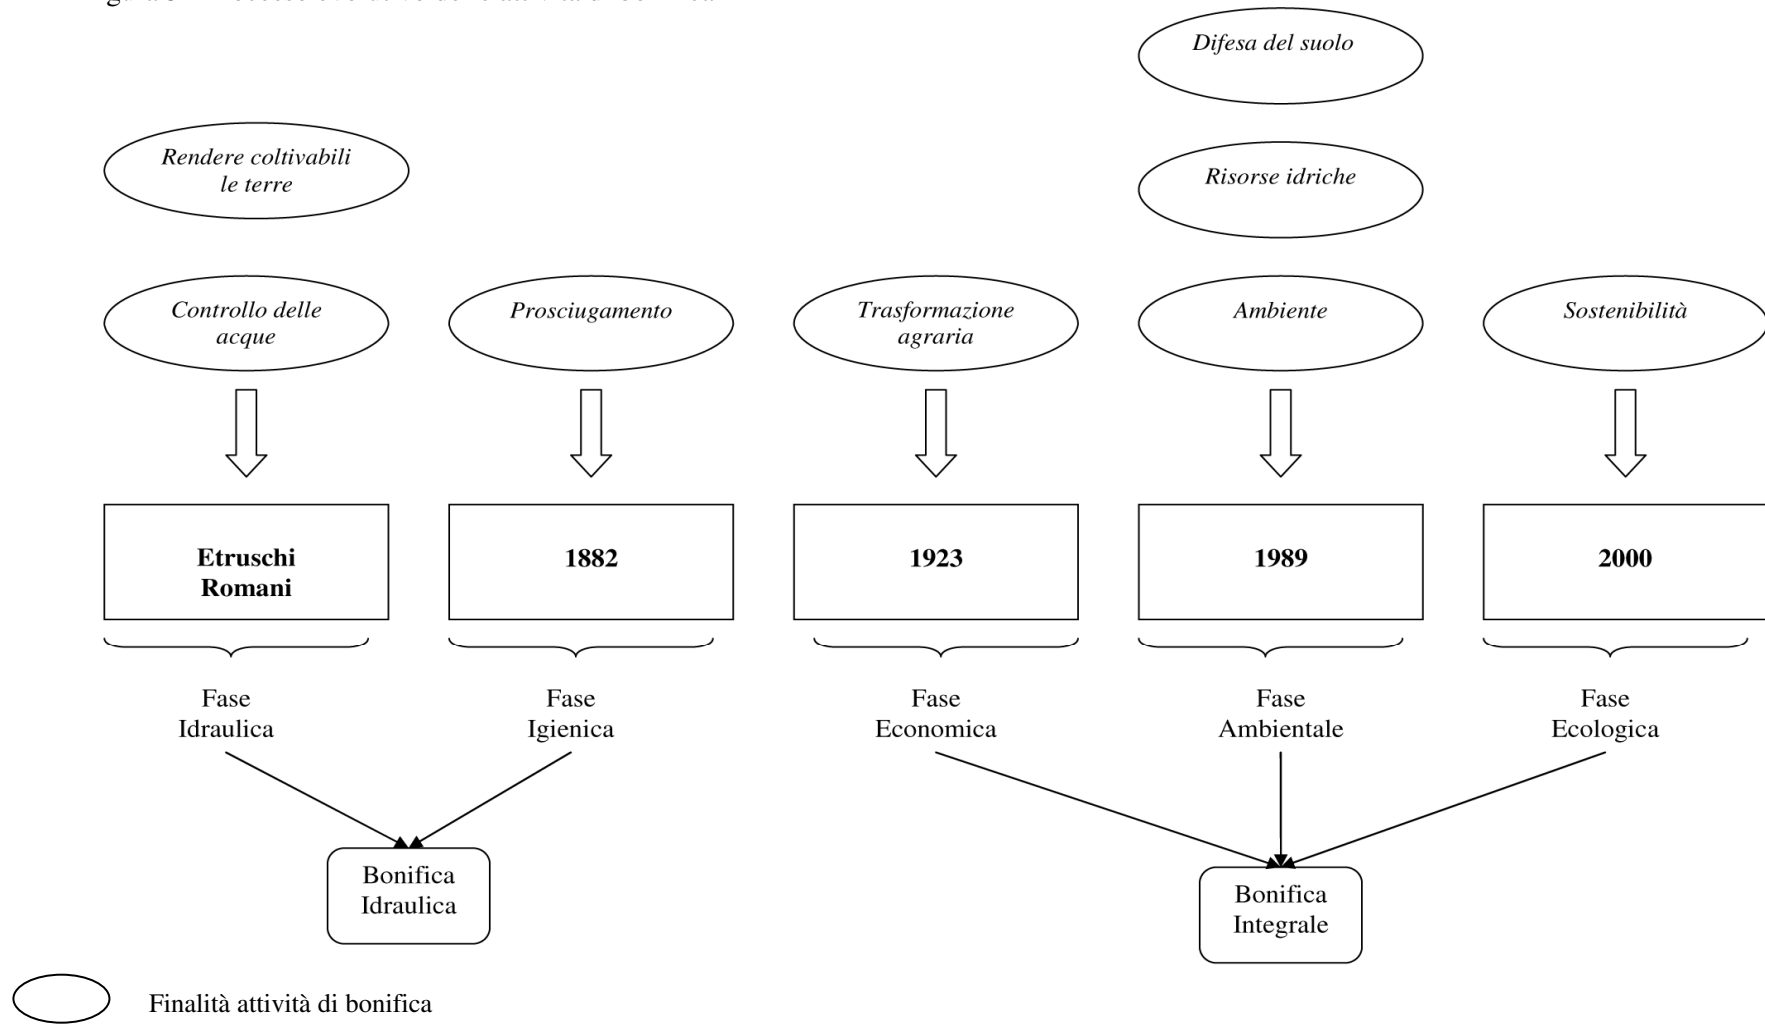 Difesa del suolo
Rendere coltivabili
le terre
Risorse idriche
Controllo delle
acque
Prosciugamento
Trasformazione
agraria
Ambiente
Sostenibilità
Etruschi
Romani
1882
1923
1989
2000
Fase
Idraulica
Fase
Igienica
Fase
Economica
Fase
Ambientale
Fase
Ecologica
Bonifica
Idraulica
Bonifica
Integrale
Finalità attività di bonifica